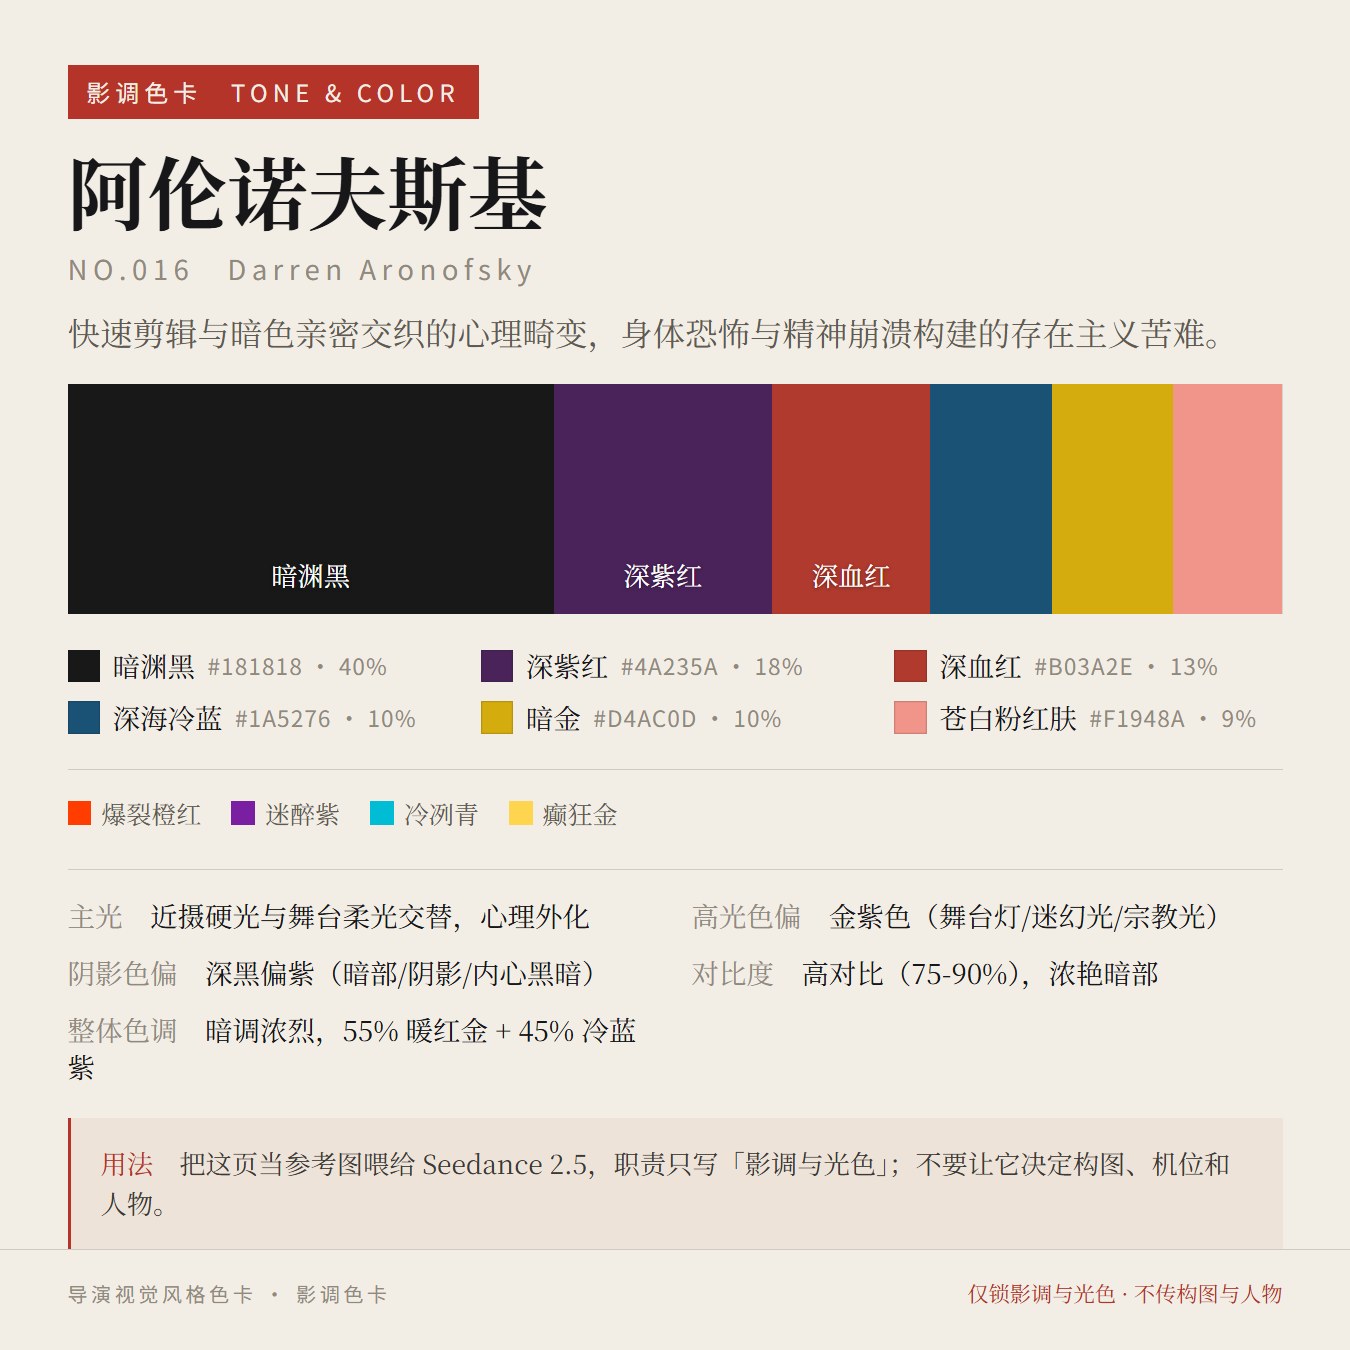 影调色卡 TONE & COLOR
阿伦诺夫斯基
NO.016 Darren Aronofsky
快速剪辑与暗色亲密交织的心理畸变，身体恐怖与精神崩溃构建的存在主义苦难。
暗渊黑 深紫红 深血红
暗渊黑 #181818 · 40% 深紫红 #4A235A · 18% 深血红 #B03A2E · 13%
深海冷蓝 #1A5276 · 10% 暗金 #D4AC0D · 10% 苍白粉红肤 #F1948A · 9%
爆裂橙红 迷醉紫 冷冽青 癫狂金
主光 近摄硬光与舞台柔光交替，心理外化 高光色偏 金紫色（舞台灯/迷幻光/宗教光）
阴影色偏 深黑偏紫（暗部/阴影/内心黑暗） 对比度 高对比（75-90%），浓艳暗部
整体色调 暗调浓烈，55% 暖红金 + 45% 冷蓝
紫
用法 把这页当参考图喂给 Seedance 2.5，职责只写「影调与光色」；不要让它决定构图、机位和
人物。
导演视觉风格色卡 · 影调色卡 仅锁影调与光色 · 不传构图与人物